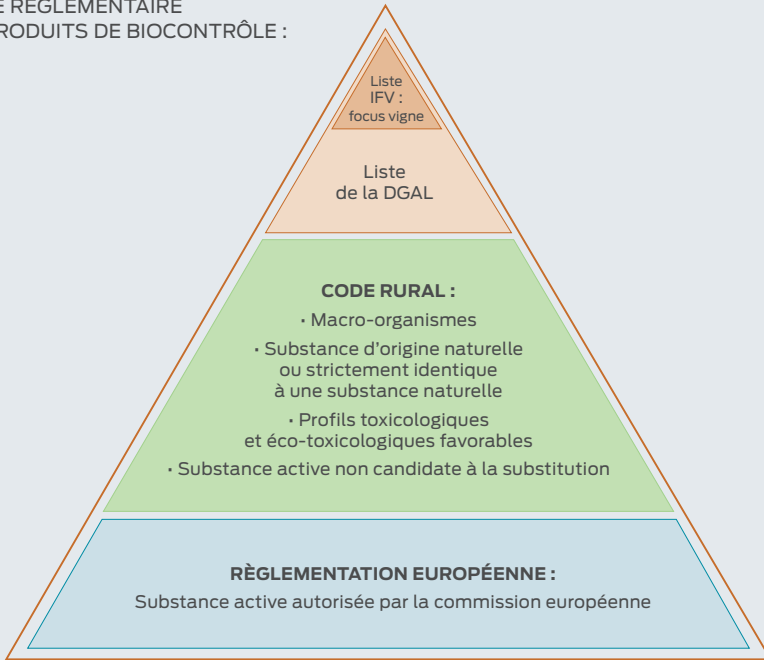 RÉGLEMENTAIRE
PRODUITS DE BIOCONTRÔLE :
Liste
IFV :
focus vigne
Liste
de la DGAL
CODE RURAL :
• Macro-organismes
• Substance d'origine naturelle
ou strictement identique
à une substance naturelle
• Profils toxicologiques
et éco-toxicologiques favorables
• Substance active non candidate à la substitution
RÈGLEMENTATION EUROPÉENNE :
Substance active autorisée par la commission européenne